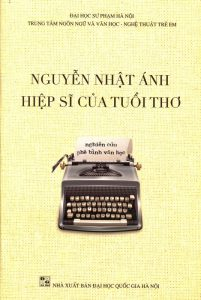 ĐẠI HỌC SƯ PHẠM HÀ NỘI
TRUNG TÂM NGÔN NGỮ VÀ VĂN HỌC - NGHỆ THUẬT TRẺ EM
NGUYỄN NHẬT ÁNH
HIỆP SĨ CỦA TUỔI THƠ
nghiên cứu
phê bình văn học
NHÀ XUẤT BẢN ĐẠI HỌC QUỐC GIA HÀ NỘI